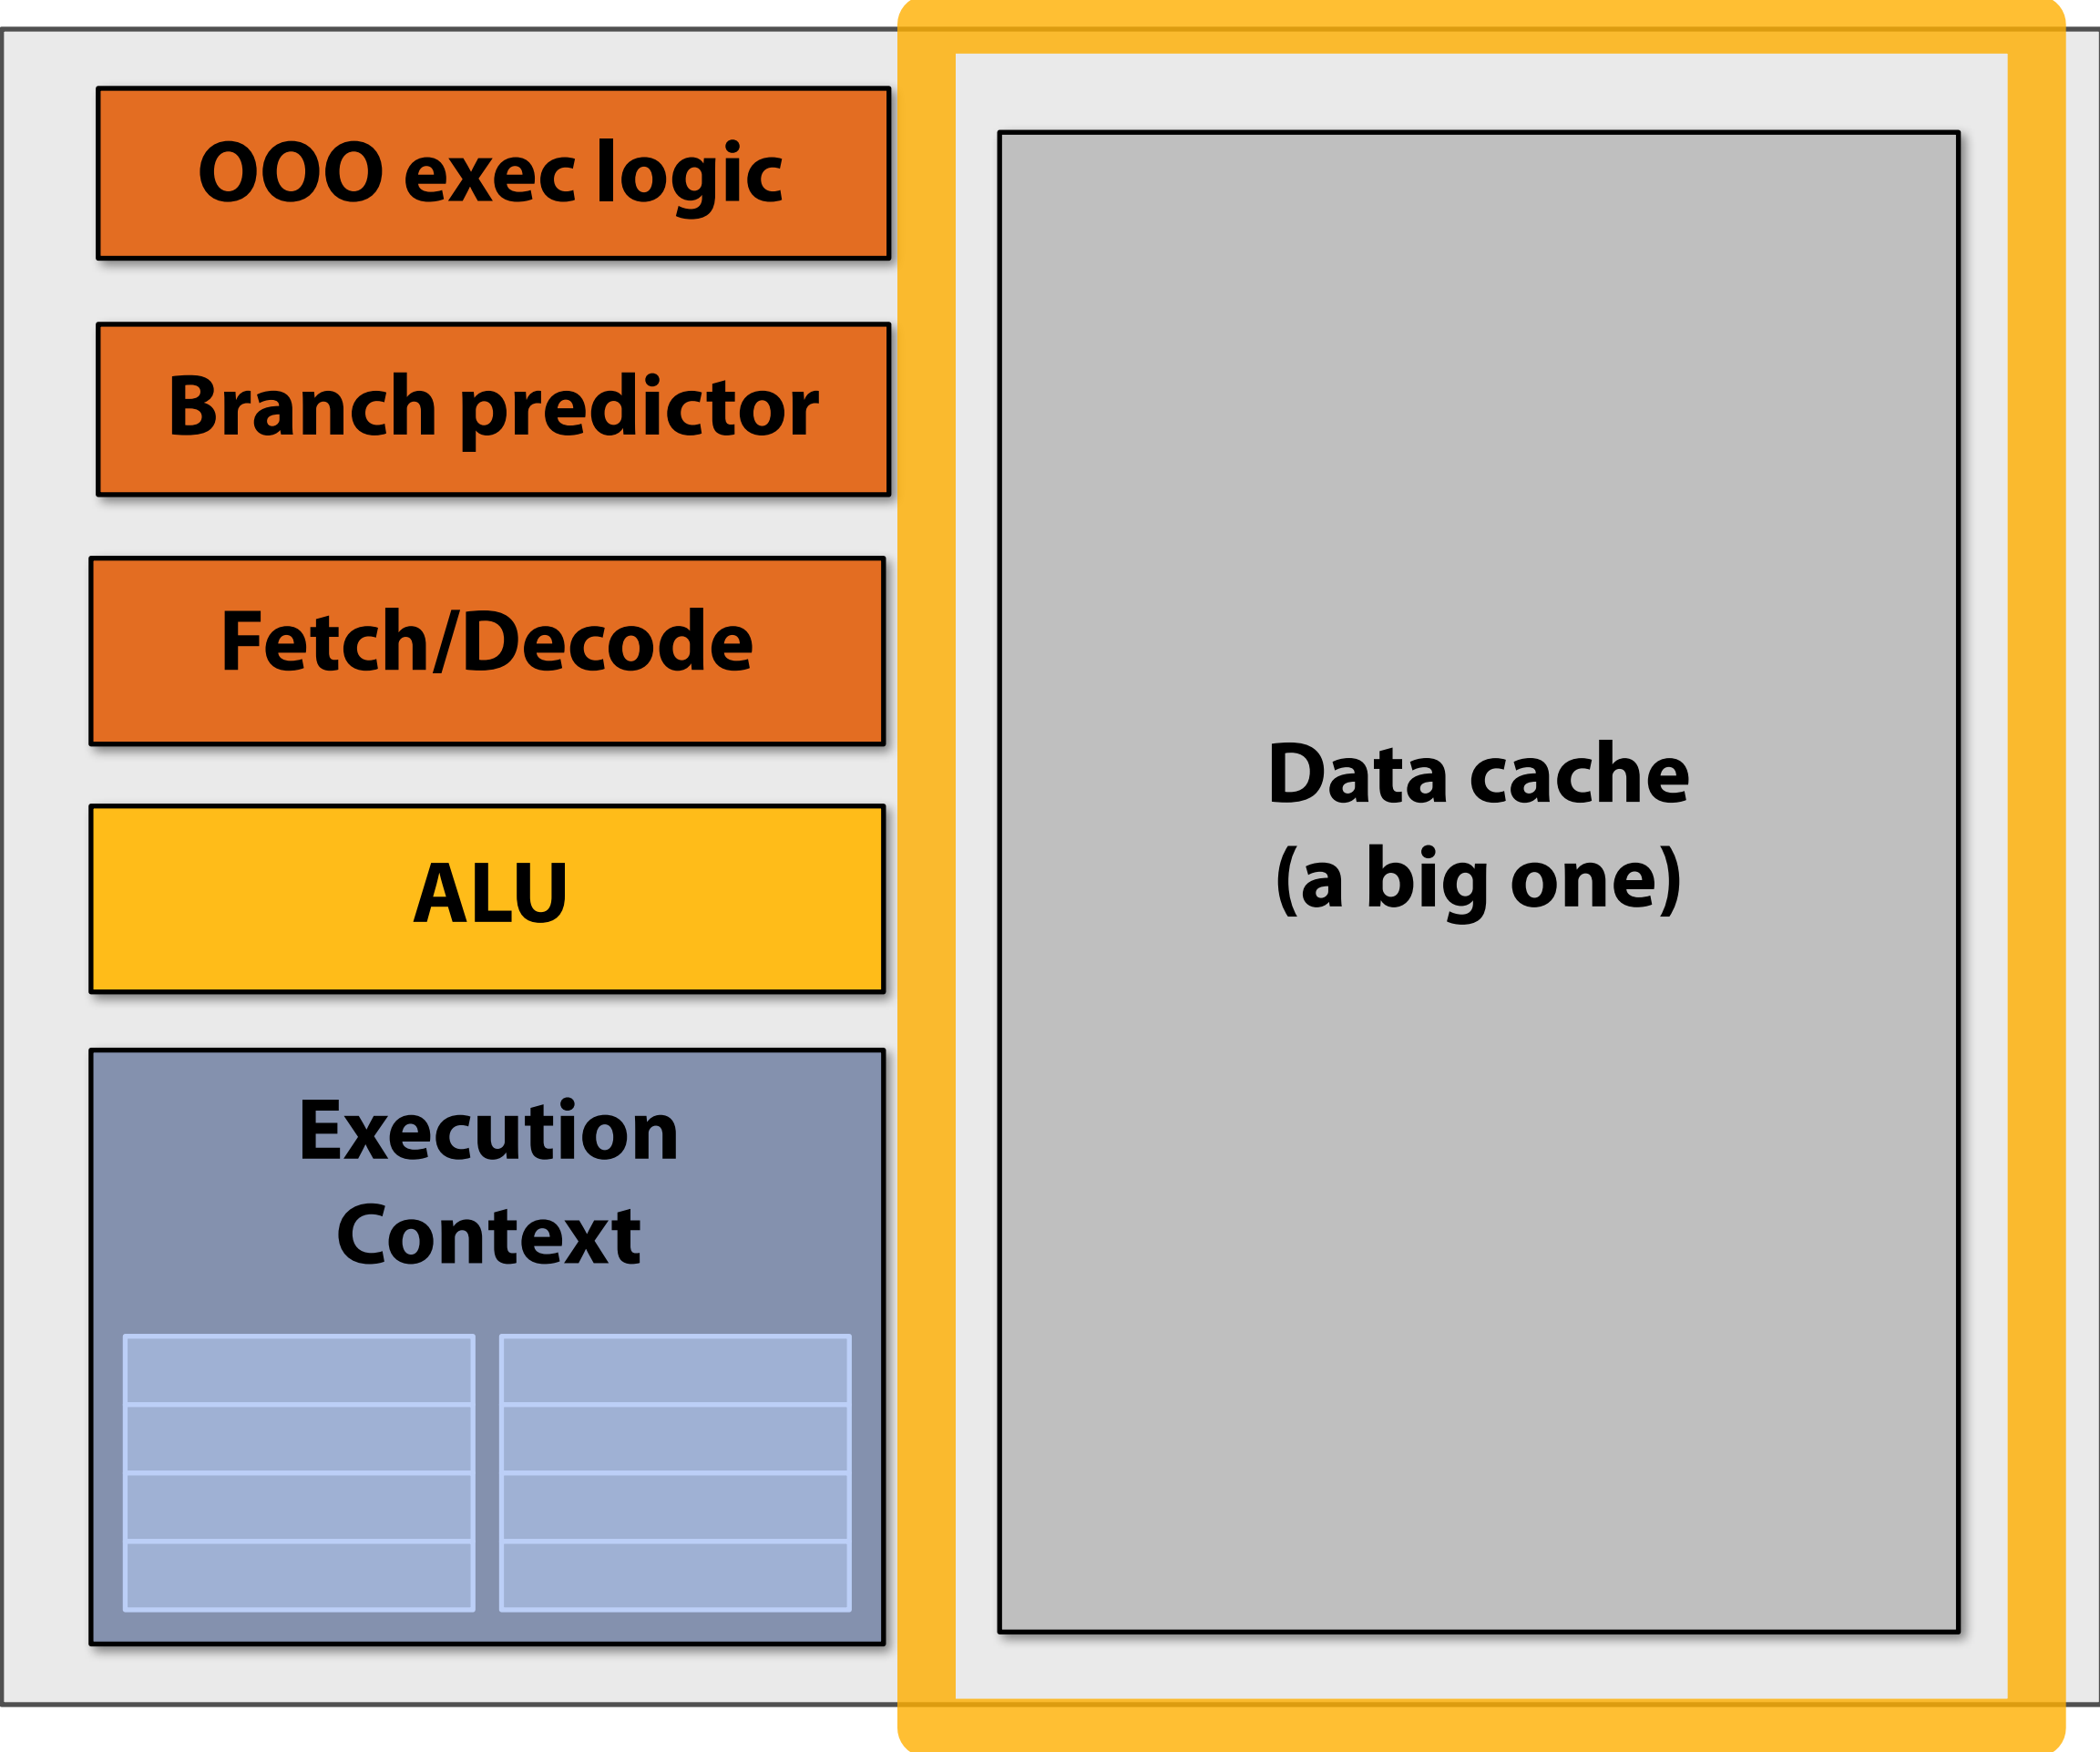 OOO exec logic
Branch predictor
Fetch/Decode
ALU
Execution
Context
Data cache
(a big one)